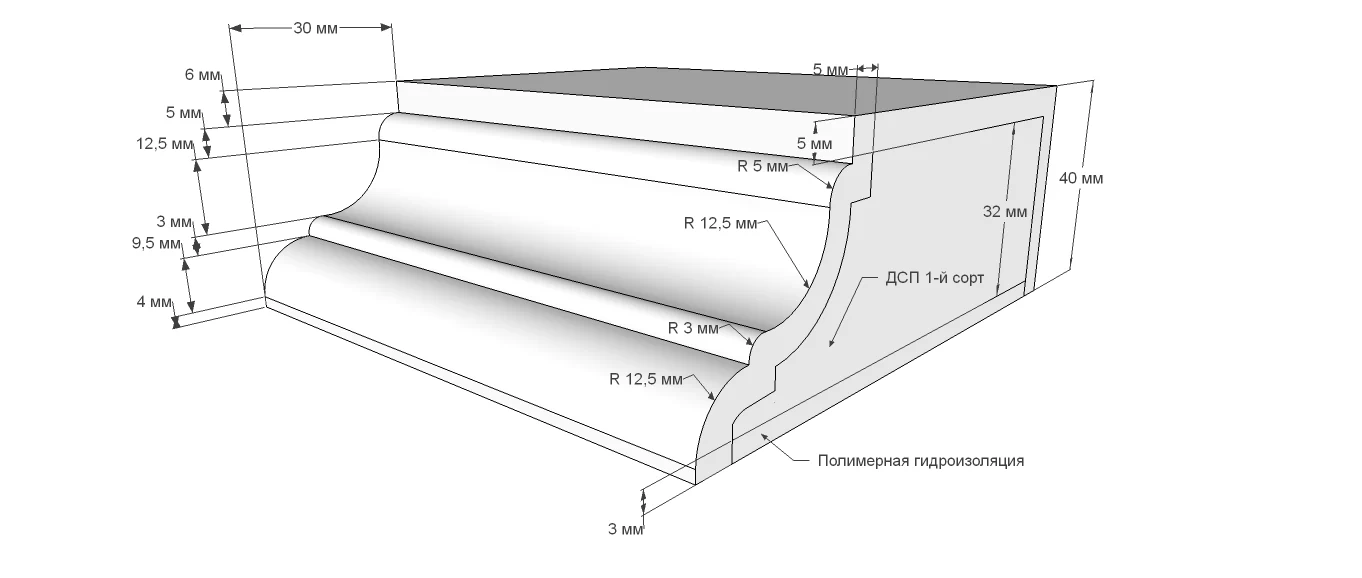 30 мм
6 мм
5 мм
5 мм
12,5 мм
5 мм
R 5 мм
40 мм
32 мм
3 мм
R 12,5 мм
9,5 мм
ДСП 1-й сорт
4 мм
R 3 мм
R 12,5 мм
Полимерная гидроизоляция
3 мм